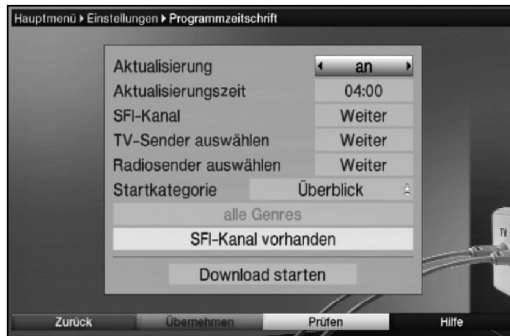 Hauptmenü ▸ Einstellungen ▸ Programmzeitschrift
Aktualisierung an
Aktualisierungszeit 04:00
SFI-Kanal Weiter
TV-Sender auswählen Weiter
Radiosender auswählen Weiter
Startkategorie Überblick
alle Genres
SFI-Kanal vorhanden
Download starten
TV
Zurück Übernehmen Prüfen Hilfe